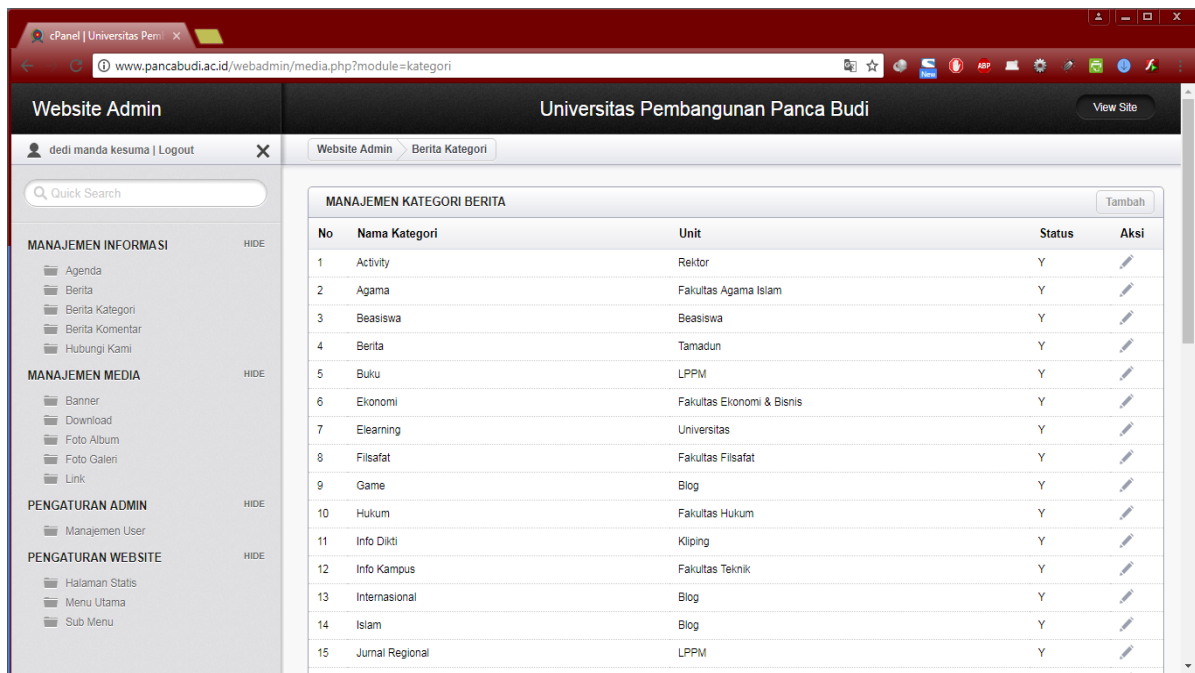 cPanel | Universitas Pem
www.pancabudi.ac.id/webadmin/media.php?module=kategori
New
ABP
Website Admin
Universitas Pembangunan Panca Budi
View Site
dedi manda kesuma | Logout
Website Admin
Berita Kategori
Quick Search
MANAJEMEN KATEGORI BERITA
Tambah
No Nama Kategori Unit Status Aksi
1 Activity Rektor Y
2 Agama Fakultas Agama Islam Y
3 Beasiswa Beasiswa Y
4 Berita Tamadun Y
5 Buku LPPM Y
6 Ekonomi Fakultas Ekonomi & Bisnis Y
7 Elearning Universitas Y
8 Filsafat Fakultas Filsafat Y
9 Game Blog Y
10 Hukum Fakultas Hukum Y
11 Info Dikti Kliping Y
12 Info Kampus Fakultas Teknik Y
13 Internasional Blog Y
14 Islam Blog Y
15 Jurnal Regional LPPM Y
MANAJEMEN INFORMASI HIDE
Agenda
Berita
Berita Kategori
Berita Komentar
Hubungi Kami
MANAJEMEN MEDIA HIDE
Banner
Download
Foto Album
Foto Galeri
Link
PENGATURAN ADMIN HIDE
Manajemen User
PENGATURAN WEBSITE HIDE
Halaman Statis
Menu Utama
Sub Menu